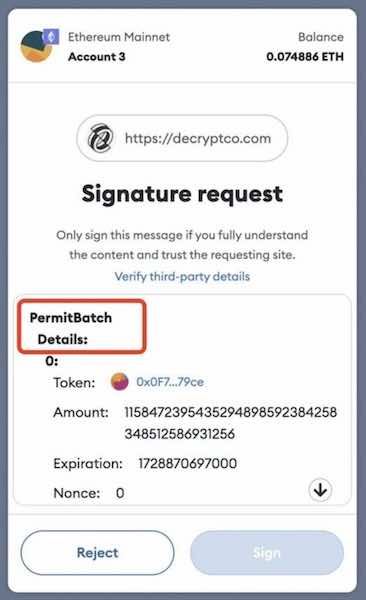 Ethereum Mainnet
Balance
Account 3
0.074886 ETH
https://decryptco.com
Signature request
Only sign this message if you fully understand
the content and trust the requesting site.
Verify third-party details
PermitBatch
Details:
0:
Token: 0x0F7...79ce
Amount: 1158472395435294898592384258
348512586931256
Expiration: 1728870697000
Nonce: 0
Reject
Sign